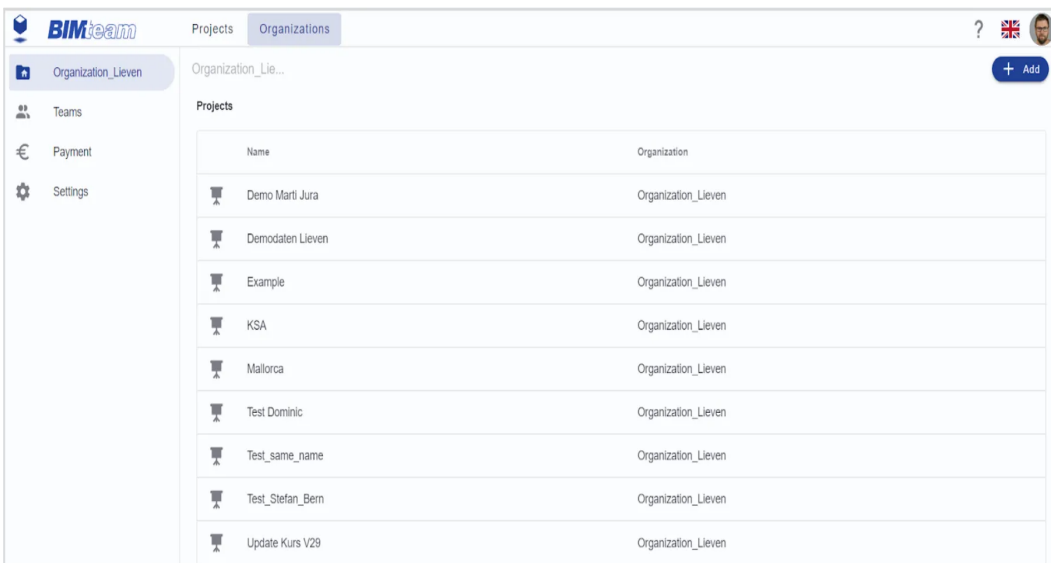 BIMteam Projects Organizations ?
Organization_Lieven
Teams
Payment
Settings
Organization_Lie...
+ Add
Projects
Name Organization
Demo Marti Jura Organization_Lieven
Demodaten Lieven Organization_Lieven
Example Organization_Lieven
KSA Organization_Lieven
Mallorca Organization_Lieven
Test Dominic Organization_Lieven
Test_same_name Organization_Lieven
Test_Stefan_Bern Organization_Lieven
Update Kurs V29 Organization_Lieven